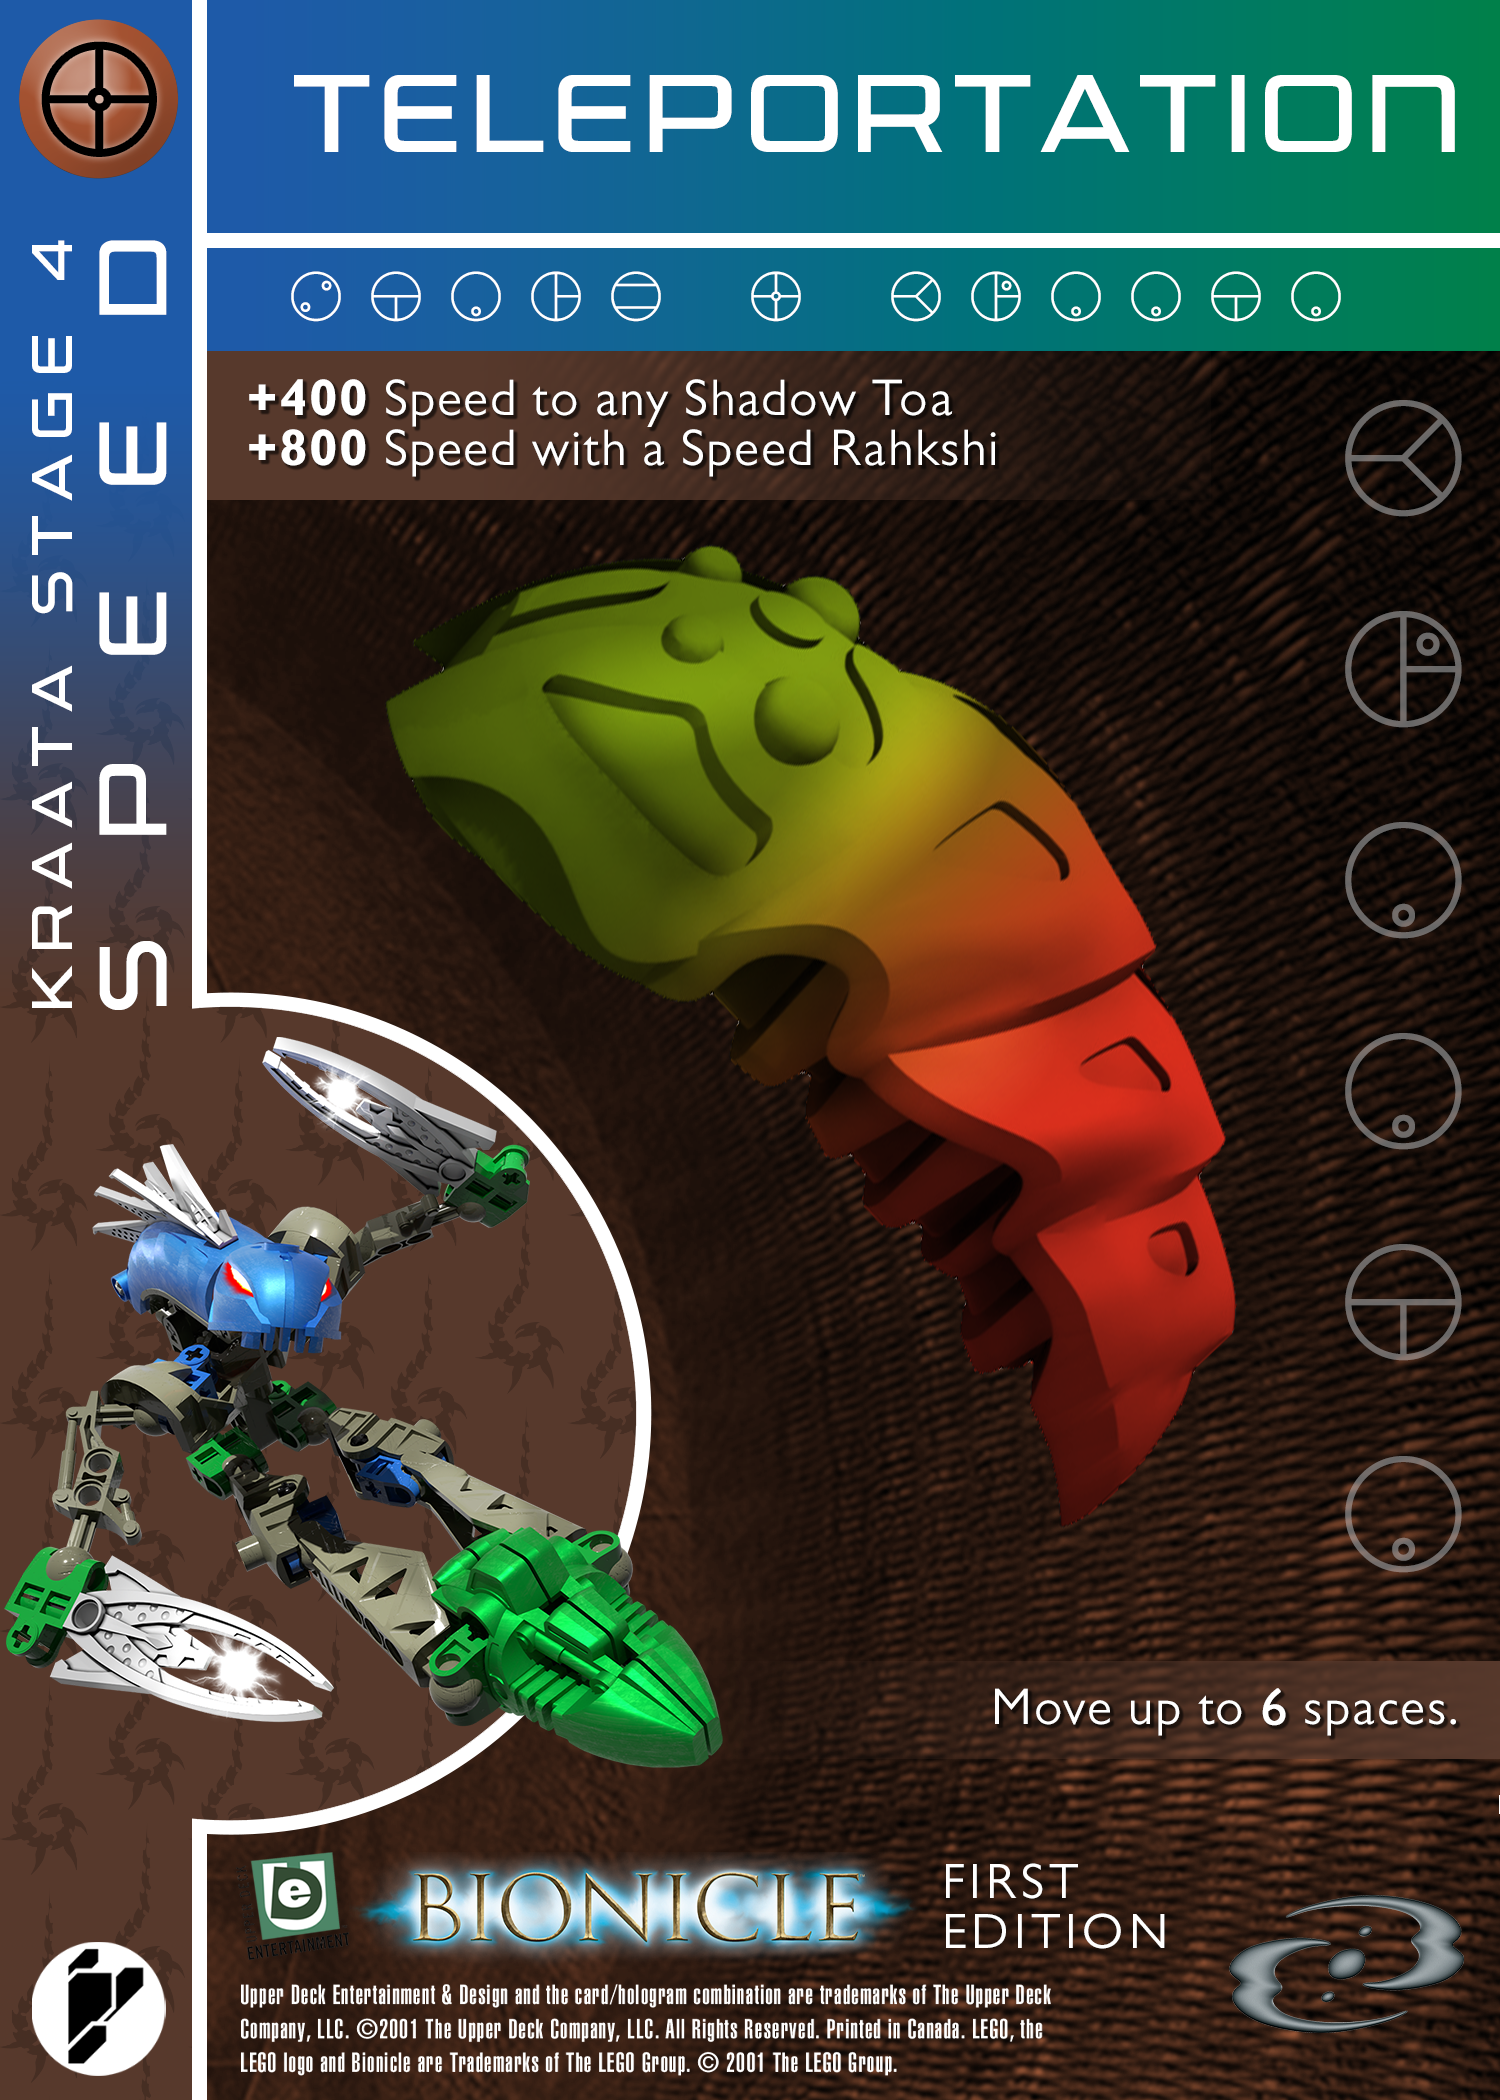 TELEPORTATION
KRAATA STAGE 4
SPEED
+400 Speed to any Shadow Toa
+800 Speed with a Speed Rahkshi
Move up to 6 spaces.
de
ENTERTAINMENT
BIONICLE
FIRST
EDITION
Upper Deck Entertainment & Design and the card/hologram combination are trademarks of The Upper Deck
Company, LLC. ©2001 The Upper Deck Company, LLC. All Rights Reserved. Printed in Canada. LEGO, the
LEGO logo and Bionicle are Trademarks of The LEGO Group. © 2001 The LEGO Group.